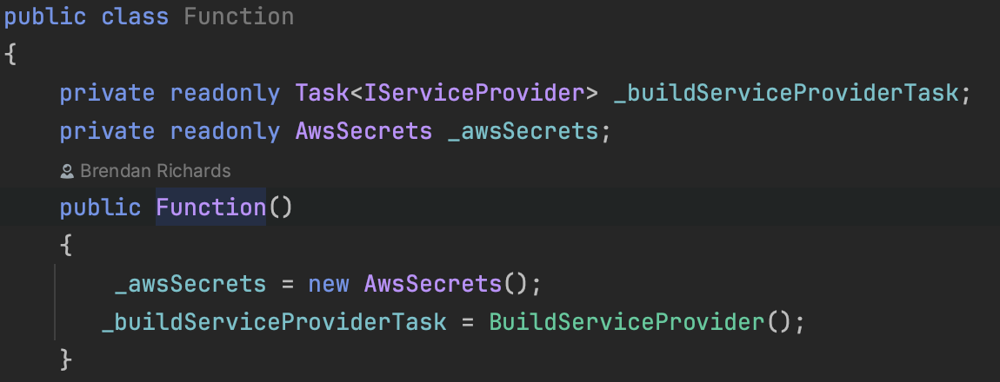 public class Function
{
    private readonly Task<IServiceProvider> _buildServiceProviderTask;
    private readonly AwsSecrets _awsSecrets;
    Brendan Richards
    public Function()
    {
        _awsSecrets = new AwsSecrets();
       _buildServiceProviderTask = BuildServiceProvider();
    }